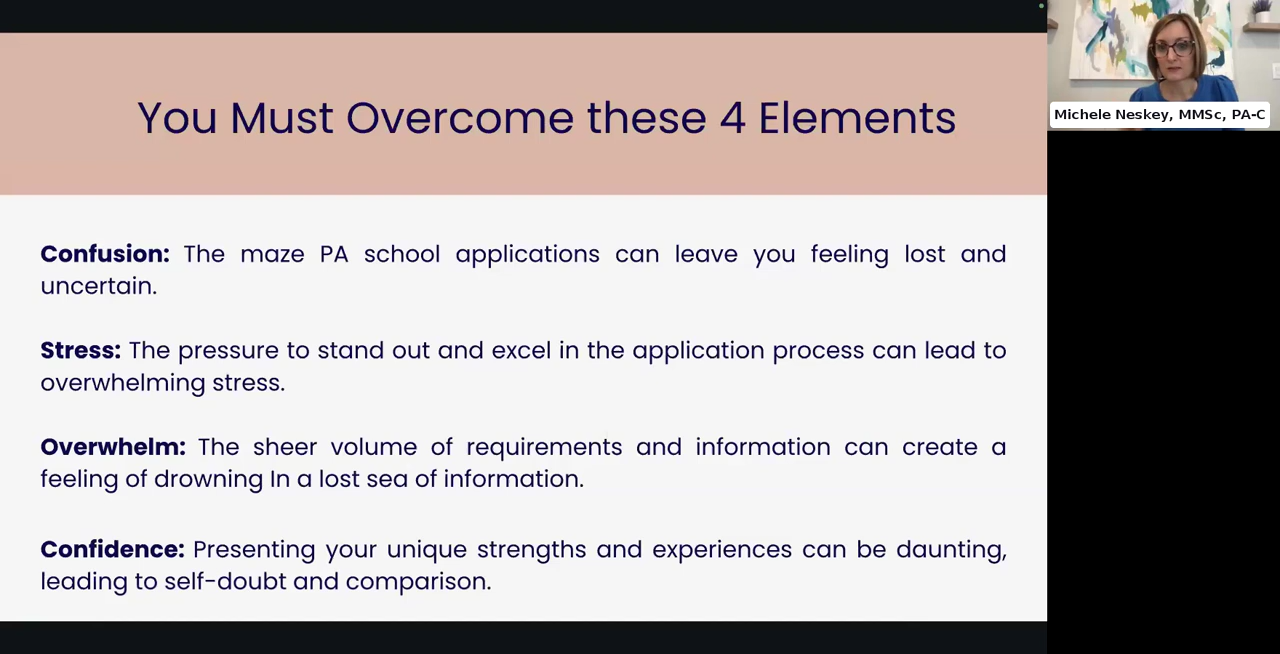 You Must Overcome these 4 Elements
Confusion: The maze PA school applications can leave you feeling lost and
uncertain.
Stress: The pressure to stand out and excel in the application process can lead to
overwhelming stress.
Overwhelm: The sheer volume of requirements and information can create a
feeling of drowning In a lost sea of information.
Confidence: Presenting your unique strengths and experiences can be daunting,
leading to self-doubt and comparison.
Michele Neskey, MMSc, PA-C